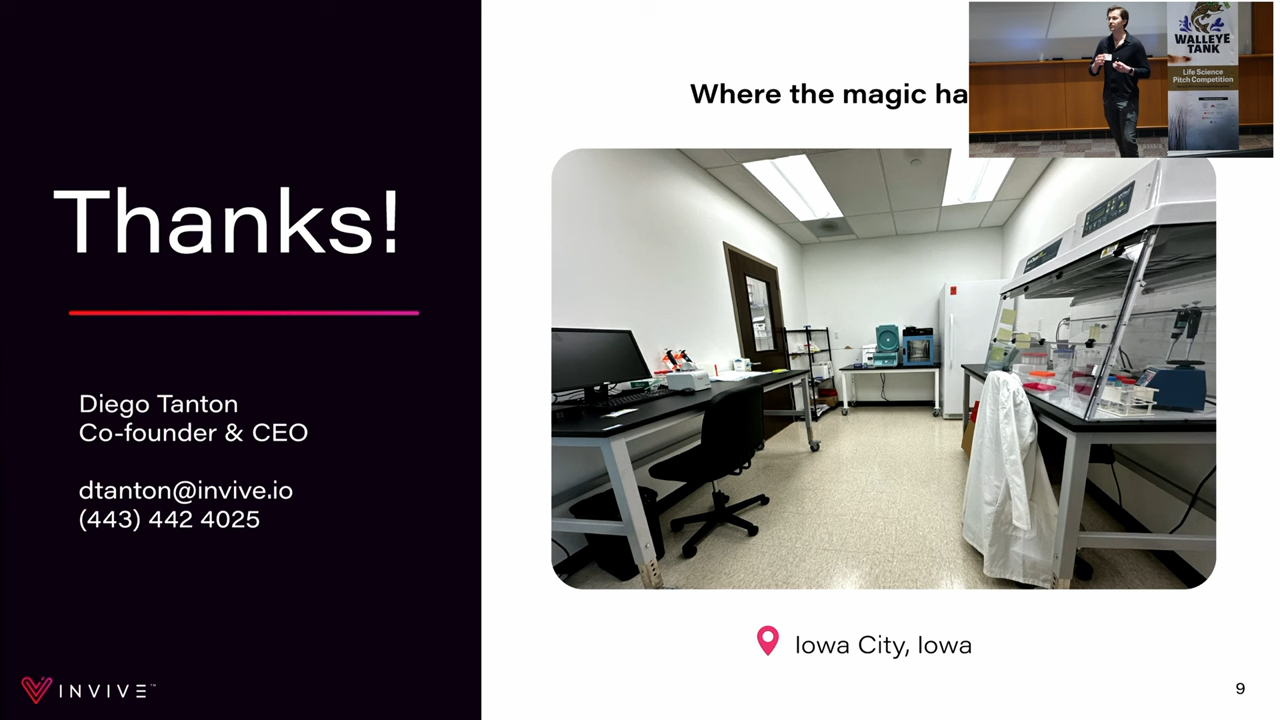 Where the magic ha
WALLEYE
TANK
Life Science
Pitch Competition
Thanks!
Diego Tanton
Co-founder & CEO
dtanton@invive.io
(443) 442 4025
Iowa City, Iowa
INVIVE™
9